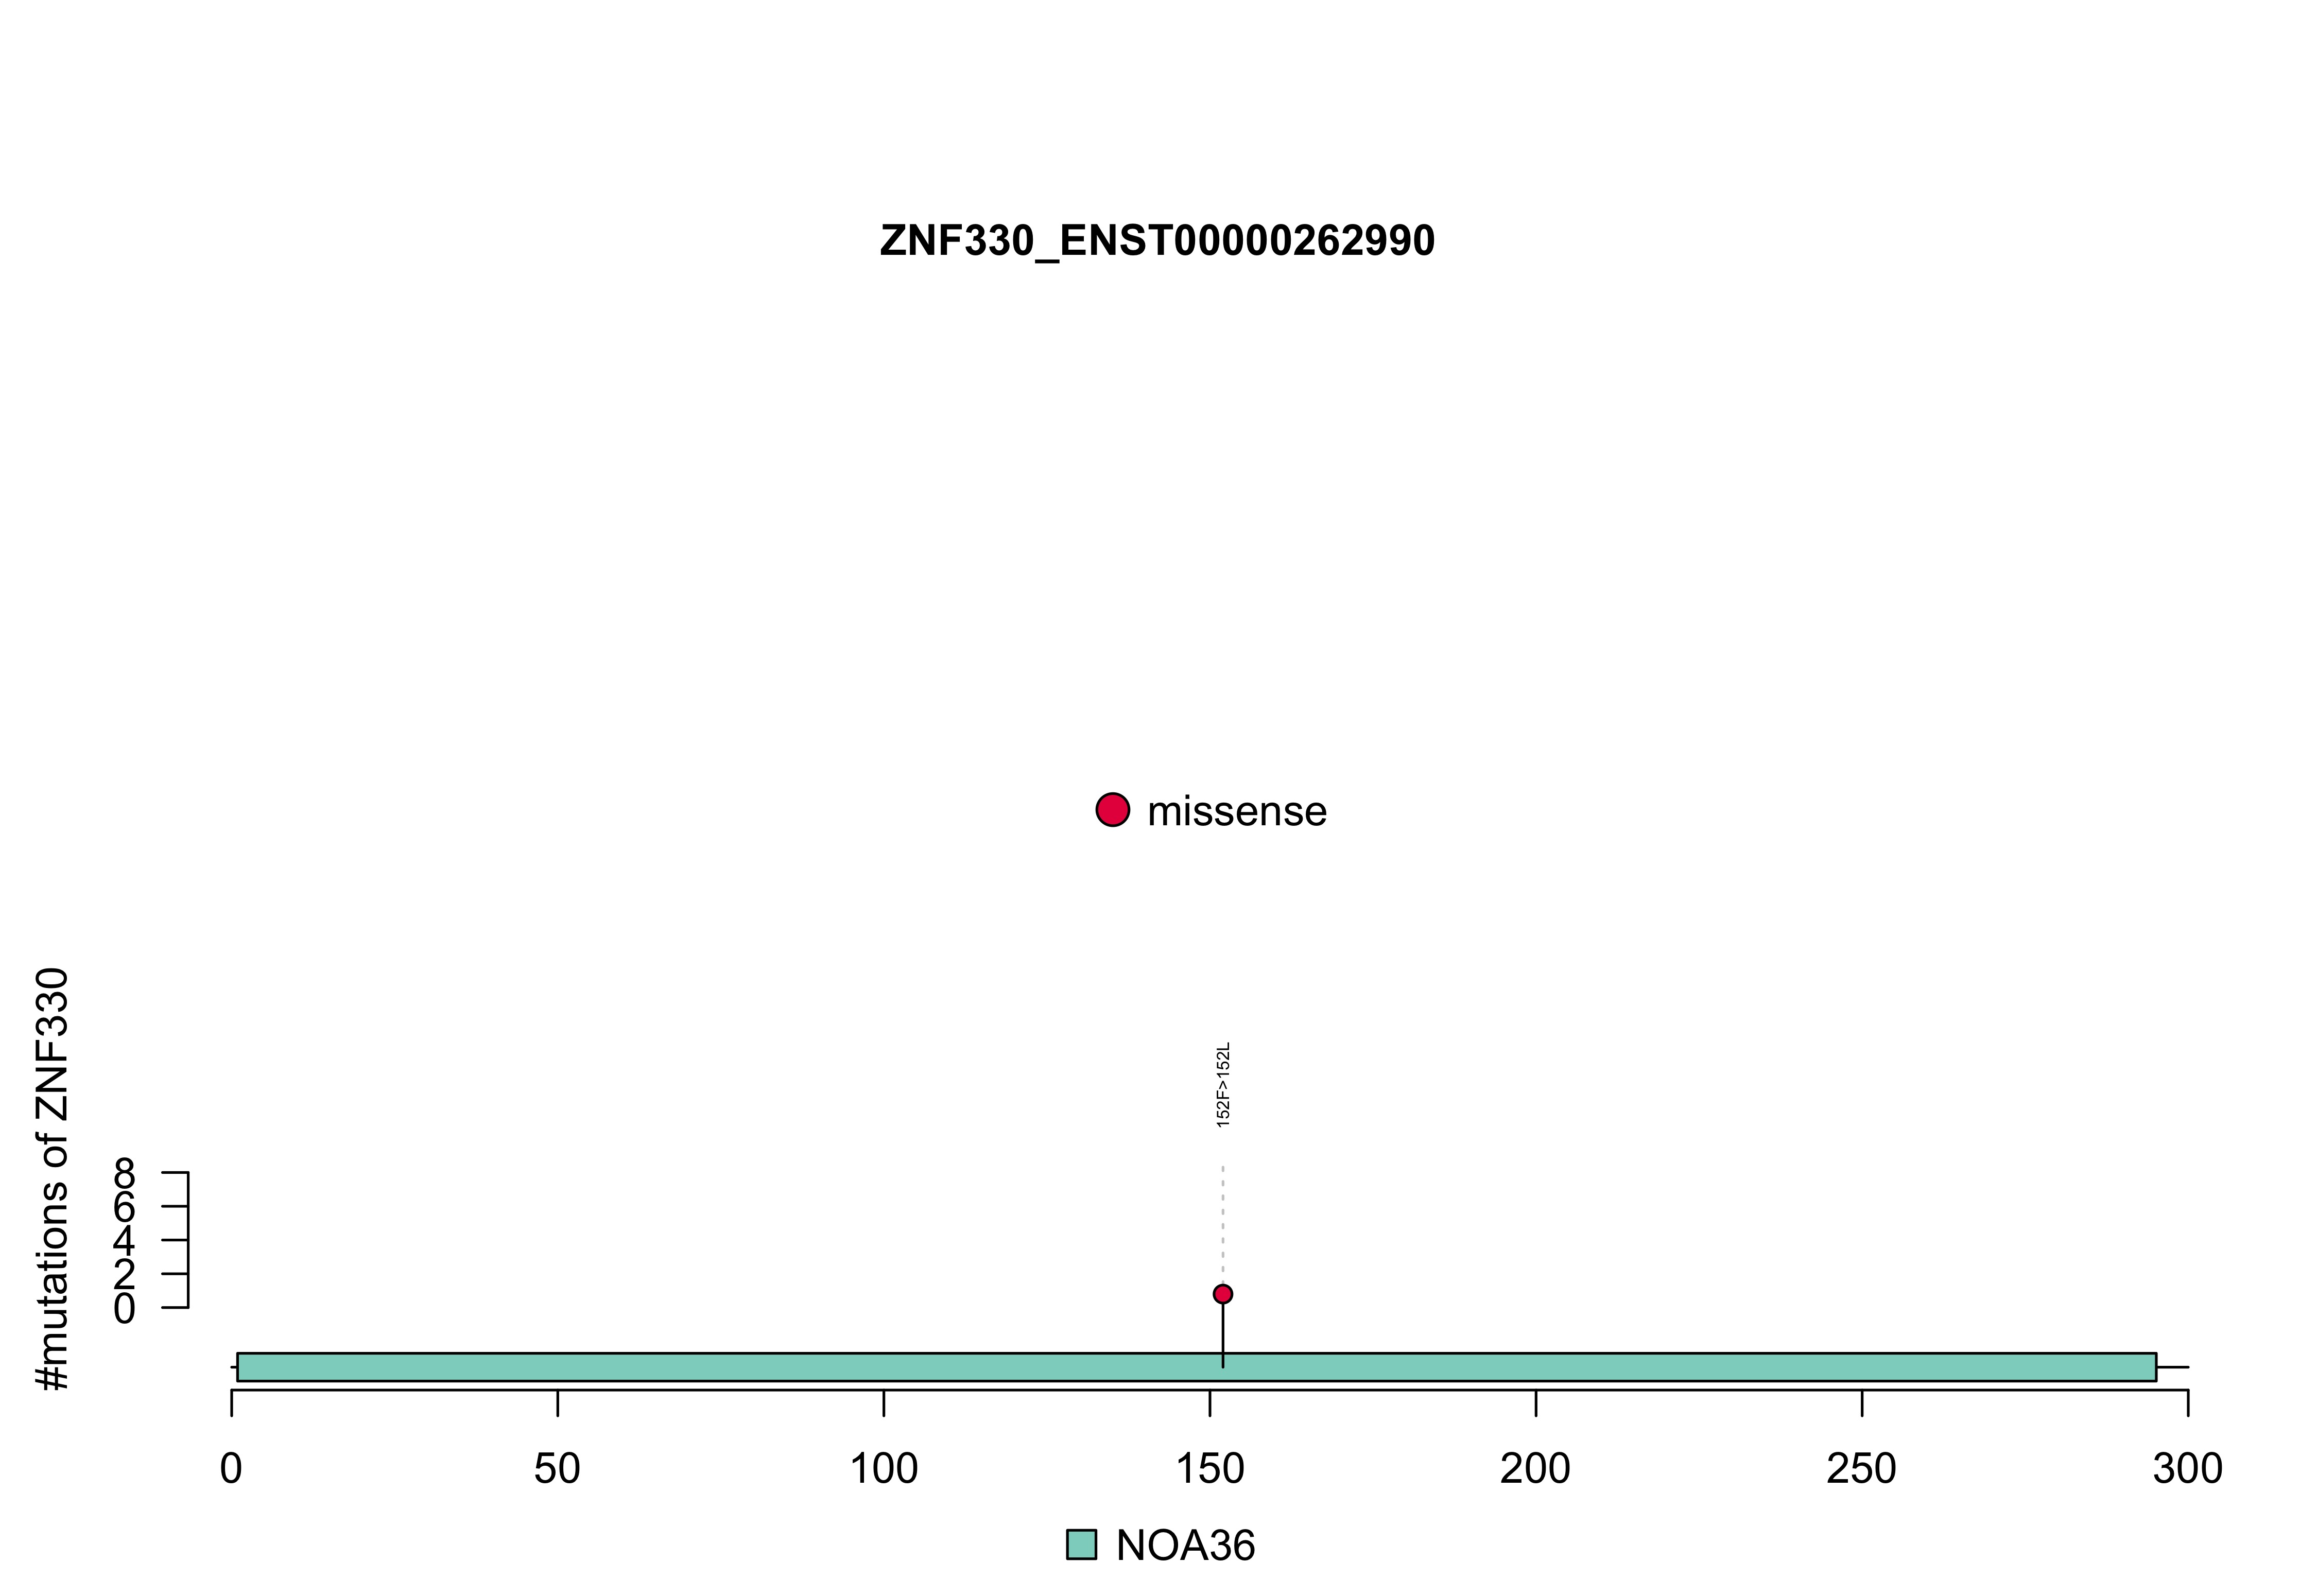 ZNF330_ENST00000262990
missense
#mutations of ZNF330
152F>152L
8
6
4
2
0
0 50 100 150 200 250 300
NOA36